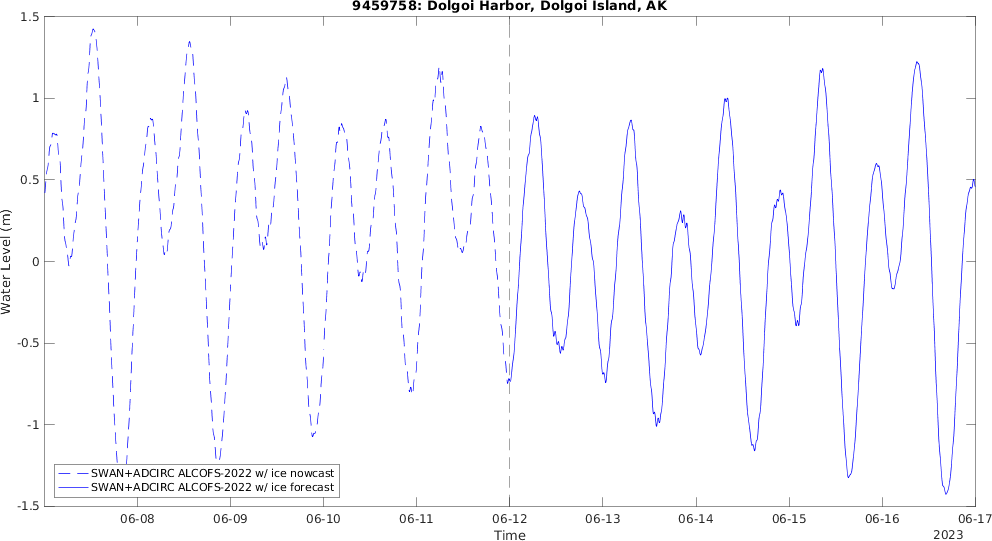 9459758: Dolgoi Harbor, Dolgoi Island, AK
1.5
1
0.5
0
-0.5
-1
-1.5
Water Level (m)
SWAN+ADCIRC ALCOFS-2022 w/ ice nowcast
SWAN+ADCIRC ALCOFS-2022 w/ ice forecast
06-08 06-09 06-10 06-11 06-12 06-13 06-14 06-15 06-16 06-17
Time
2023